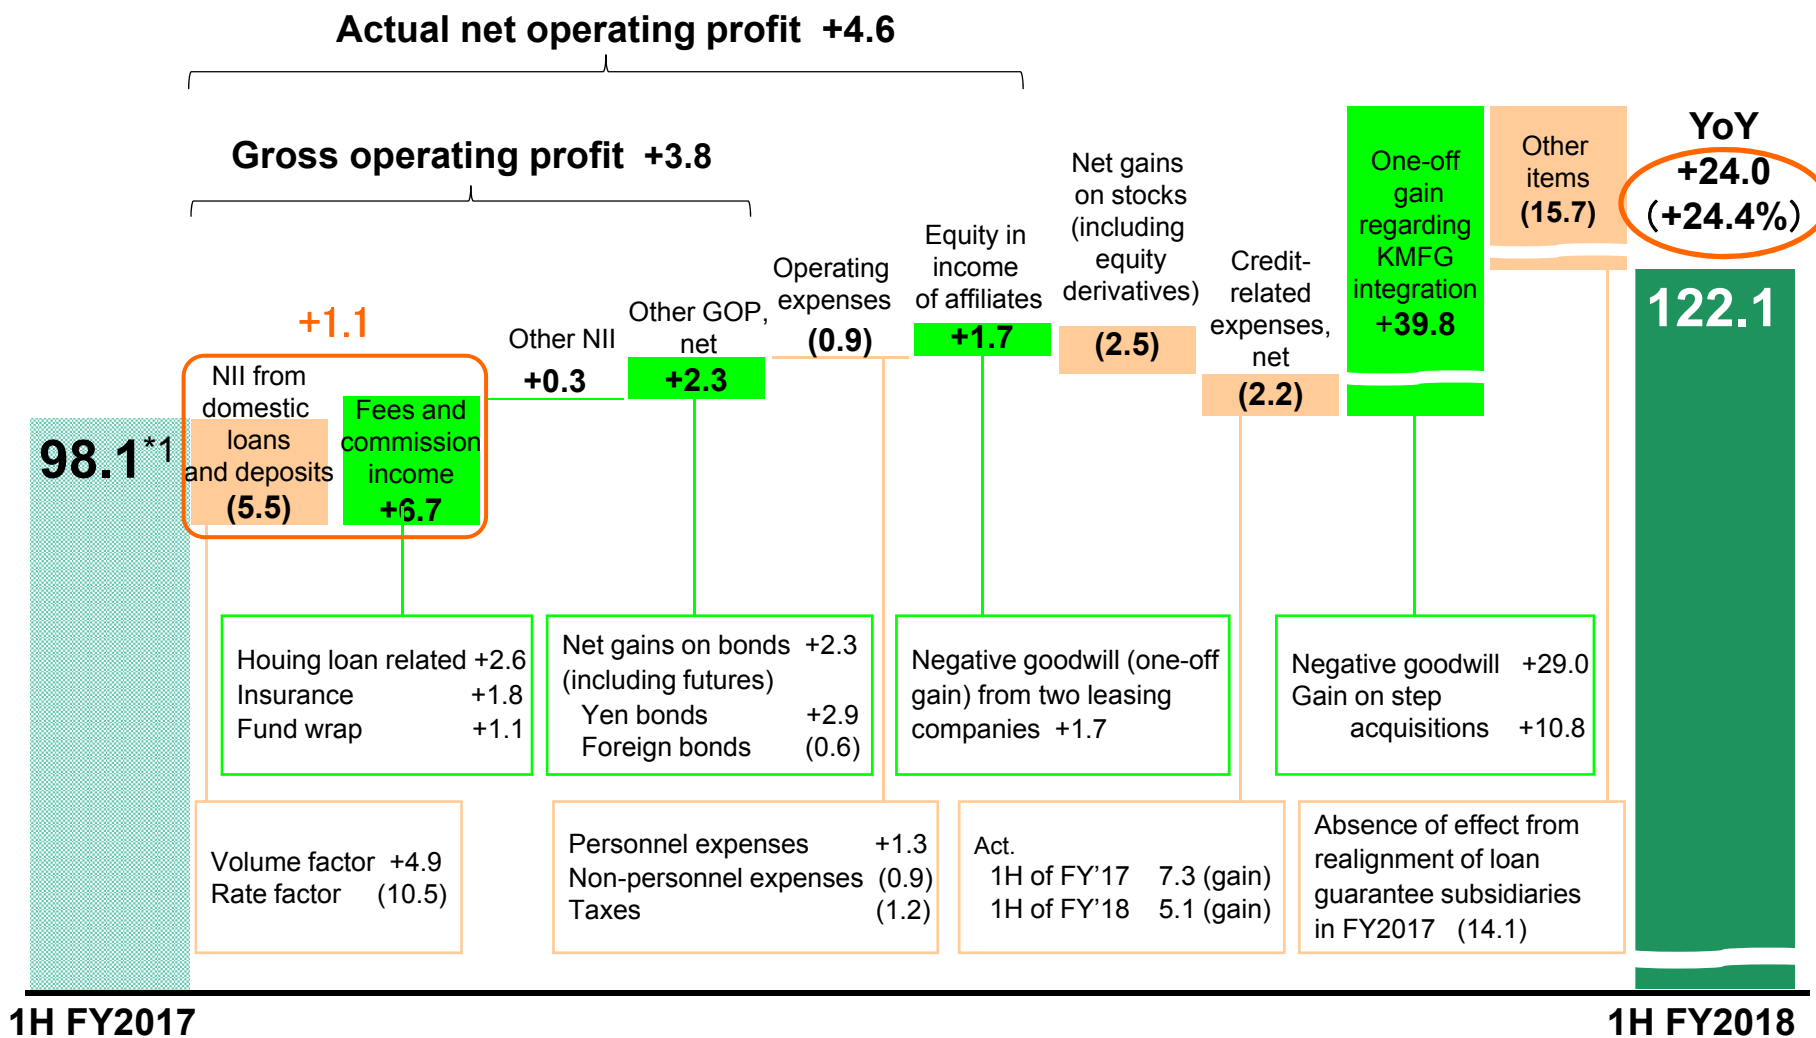 Actual net operating profit +4.6
Gross operating profit +3.8
+1.1
98.1*1
NII from
domestic
loans
and deposits
(5.5)
Fees and
commission
income
+6.7
Other NII
+0.3
Other GOP,
net
+2.3
Operating
expenses
(0.9)
Equity in
income
of affiliates
+1.7
Net gains
on stocks
(including
equity
derivatives)
(2.5)
Credit-
related
expenses,
net
(2.2)
One-off
gain
regarding
KMFG
integration
+39.8
Other
items
(15.7)
YoY
+24.0
(+24.4%)
122.1
Houing loan related +2.6
Insurance +1.8
Fund wrap +1.1
Net gains on bonds +2.3
(including futures)
Yen bonds +2.9
Foreign bonds (0.6)
Negative goodwill (one-off
gain) from two leasing
companies +1.7
Negative goodwill +29.0
Gain on step
acquisitions +10.8
Volume factor +4.9
Rate factor (10.5)
Personnel expenses +1.3
Non-personnel expenses (0.9)
Taxes (1.2)
Act.
1H of FY’17 7.3 (gain)
1H of FY’18 5.1 (gain)
Absence of effect from
realignment of loan
guarantee subsidiaries
in FY2017 (14.1)
1H FY2017
1H FY2018